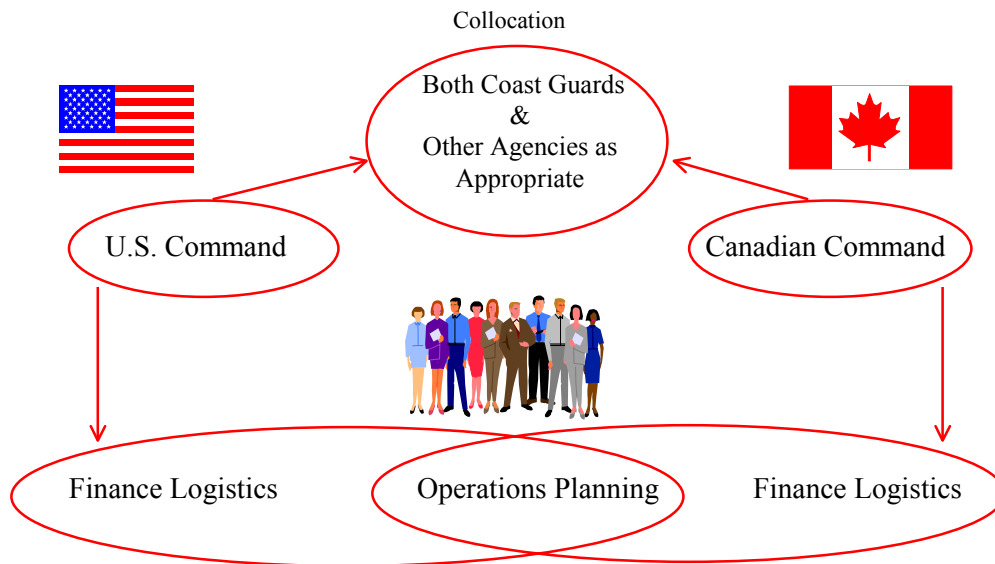 Collocation
Both Coast Guards
&
Other Agencies as
Appropriate
U.S. Command
Canadian Command
Finance Logistics
Operations Planning
Finance Logistics